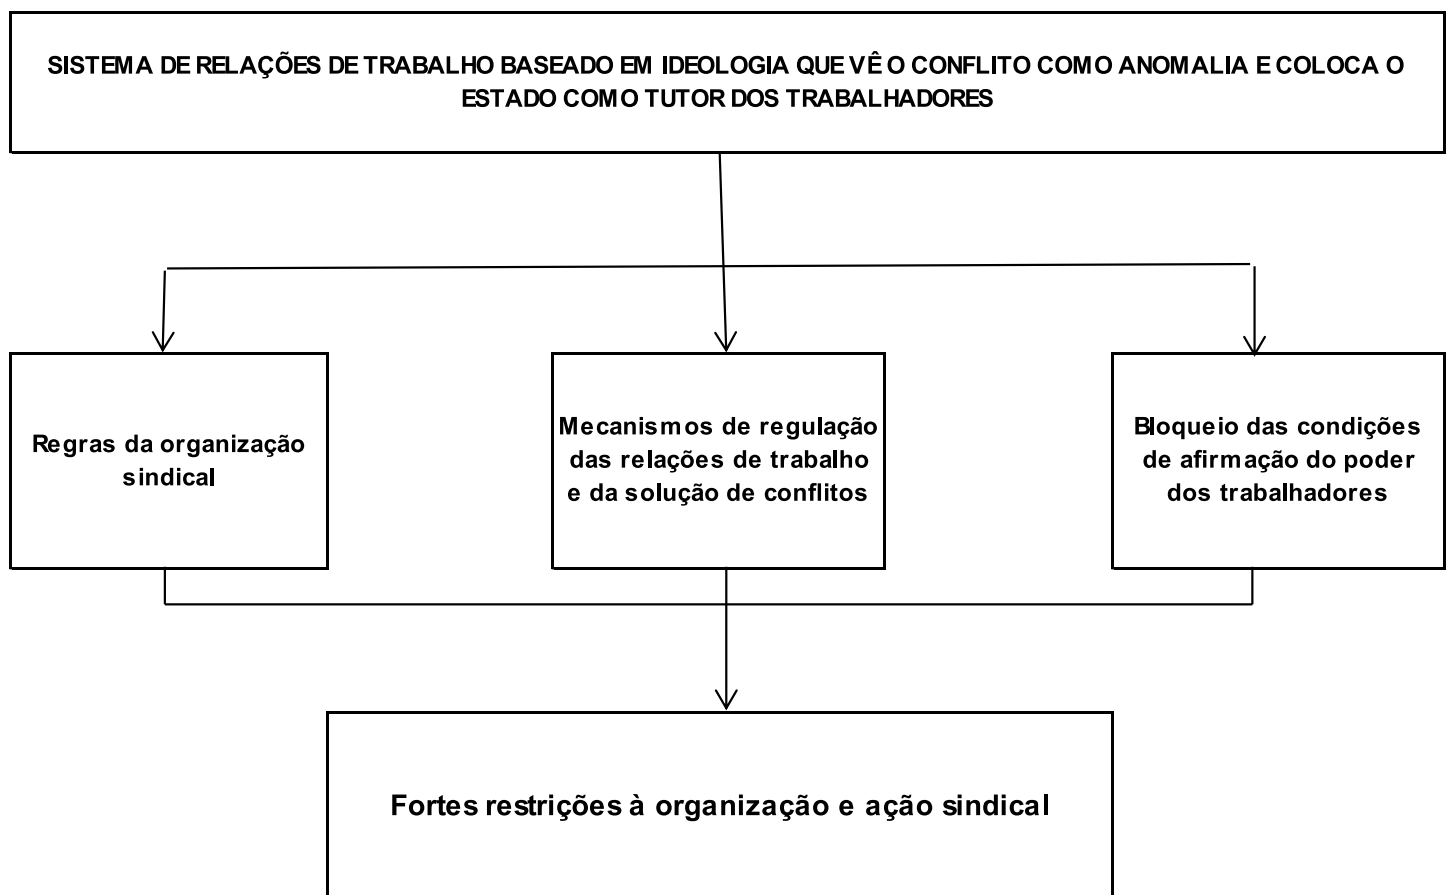 SISTEMA DE RELAÇÕES DE TRABALHO BASEADO EM IDEOLOGIA QUE VÊ O CONFLITO COMO ANOMALIA E COLOCA O
ESTADO COMO TUTOR DOS TRABALHADORES
Regras da organização
sindical
Mecanismos de regulação
das relações de trabalho
e da solução de conflitos
Bloqueio das condições
de afirmação do poder
dos trabalhadores
Fortes restrições à organização e ação sindical